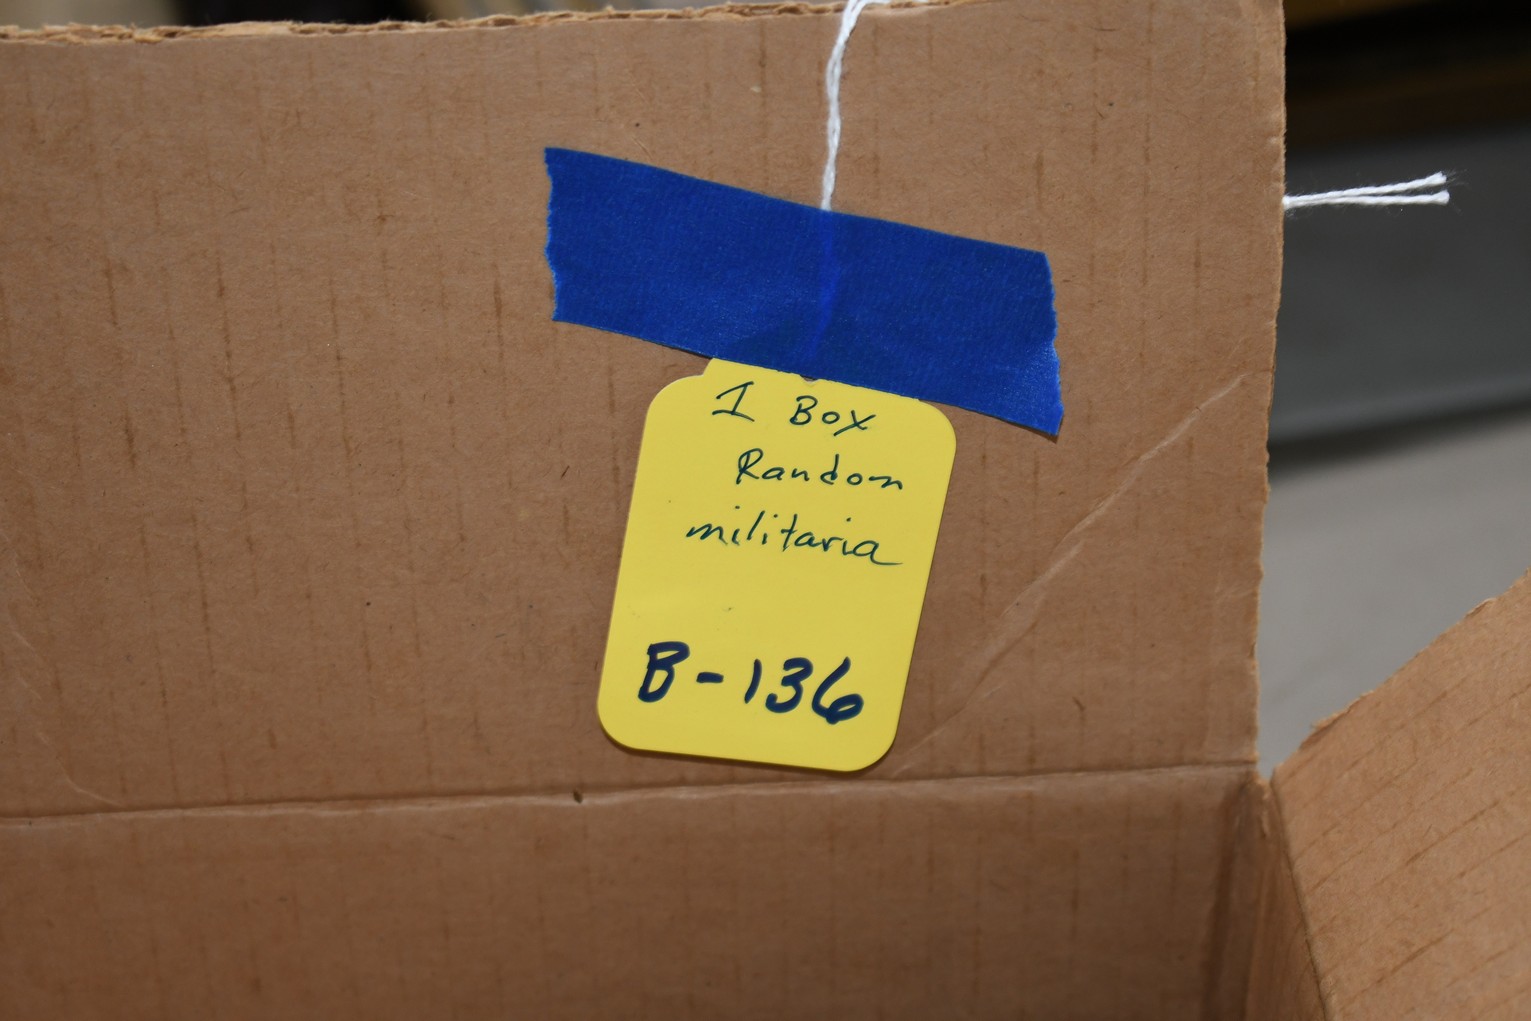 1 Box
Random
militaria
B-136